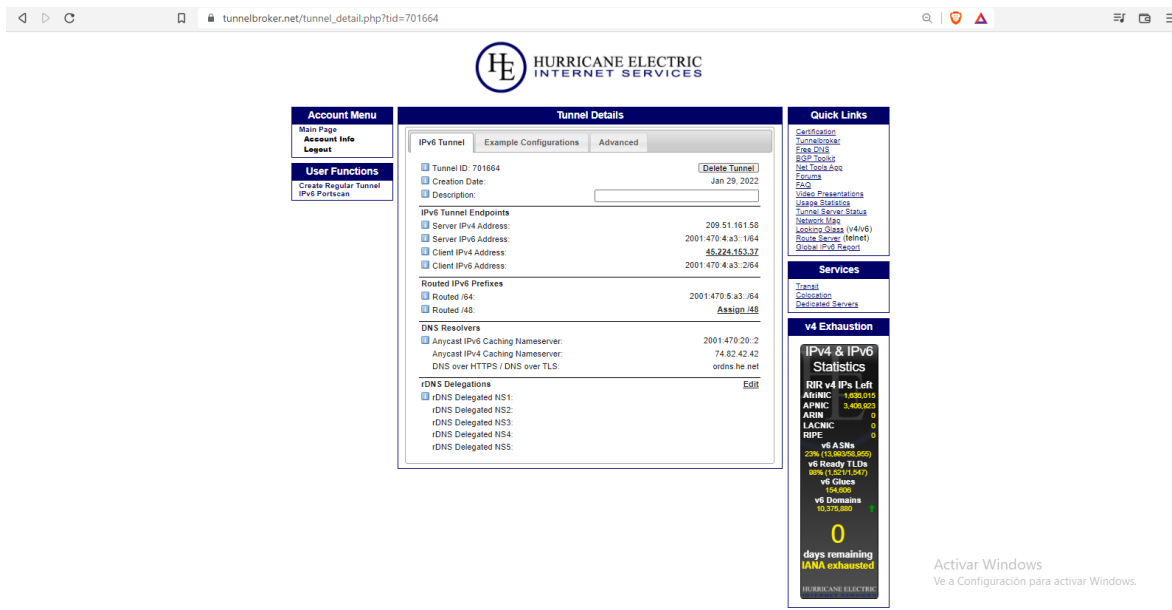 tunnelbroker.net/tunnel_detail.php?tid=701664
HE
HURRICANE ELECTRIC
INTERNET SERVICES
Account Menu
Main Page
Account Info
Logout
User Functions
Create Regular Tunnel
IPv6 Portscan
Tunnel Details
IPv6 Tunnel Example Configurations Advanced
Tunnel ID: 701664 Delete Tunnel
Creation Date: Jan 29, 2022
Description:
IPv6 Tunnel Endpoints
Server IPv4 Address: 209.51.161.58
Server IPv6 Address: 2001:470:4:a3::1/64
Client IPv4 Address: 45.224.153.37
Client IPv6 Address: 2001:470:4:a3::2/64
Routed IPv6 Prefixes
Routed /64: 2001:470:5:a3::/64
Routed /48: Assign /48
DNS Resolvers
Anycast IPv6 Caching Nameserver: 2001:470:20::2
Anycast IPv4 Caching Nameserver: 74.82.42.42
DNS over HTTPS / DNS over TLS: ordns.he.net
rDNS Delegations Edit
rDNS Delegated NS1:
rDNS Delegated NS2:
rDNS Delegated NS3:
rDNS Delegated NS4:
rDNS Delegated NS5:
Quick Links
Certification
Tunnelbroker
Free DNS
BGP Toolkit
Net Tools App
Forums
FAQ
Video Presentations
Usage Statistics
Tunnel Server Status
Network Map
Looking Glass (v4/v6)
Route Server (telnet)
Global IPv6 Report
Services
Transit
Colocation
Dedicated Servers
v4 Exhaustion
IPv4 & IPv6
Statistics
RIR v4 IPs Left
AfriNIC 1,636,015
APNIC 3,406,923
ARIN 0
LACNIC 0
RIPE 0
v6 ASNs
23% (13,993/58,955)
v6 Ready TLDs
98% (1,521/1,547)
v6 Glues
154,606
v6 Domains
10,375,880
0
days remaining
IANA exhausted
HURRICANE ELECTRIC
Activar Windows
Ve a Configuración para activar Windows.